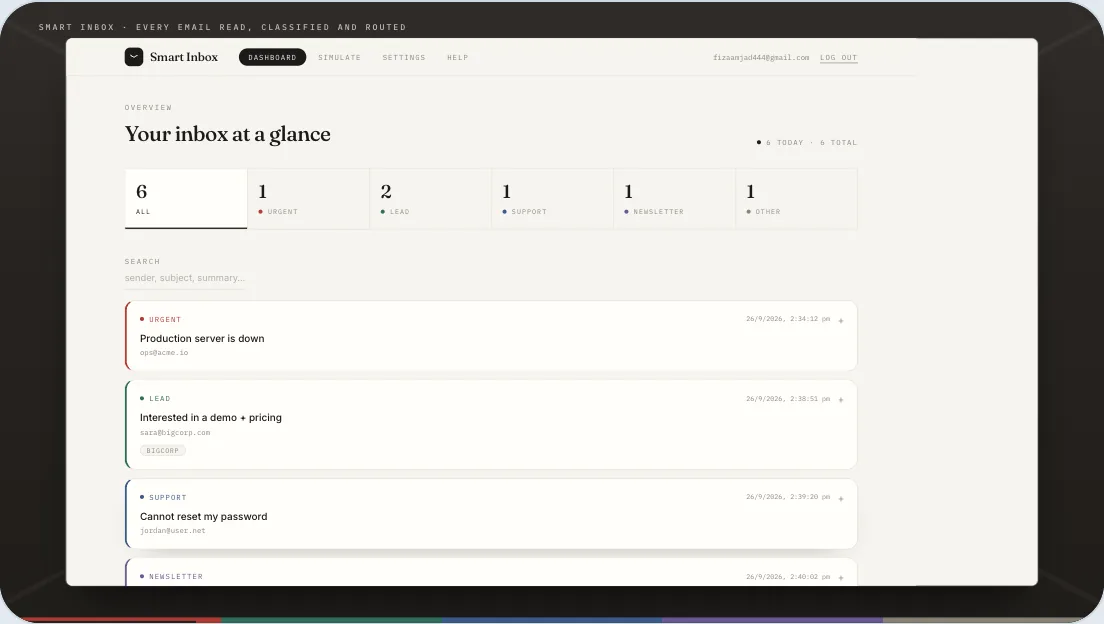 SMART INBOX · EVERY EMAIL READ, CLASSIFIED AND ROUTED
Smart Inbox DASHBOARD SIMULATE SETTINGS HELP fizaamjad444@gmail.com LOG OUT
OVERVIEW
Your inbox at a glance
6 TODAY · 6 TOTAL
6 1 2 1 1 1
ALL URGENT LEAD SUPPORT NEWSLETTER OTHER
SEARCH
sender, subject, summary...
URGENT 26/9/2026, 2:34:12 pm +
Production server is down
ops@acme.io
LEAD 26/9/2026, 2:38:51 pm +
Interested in a demo + pricing
sara@bigcorp.com
BIGCORP
SUPPORT 26/9/2026, 2:39:20 pm +
Cannot reset my password
jordan@user.net
NEWSLETTER 26/9/2026, 2:40:02 pm +